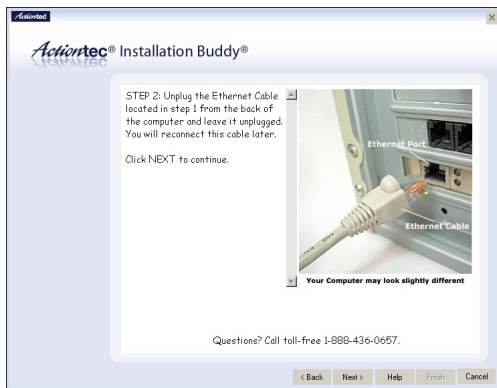 Actiontec
X
Actiontec® Installation Buddy®
STEP 2: Unplug the Ethernet Cable
located in step 1 from the back of
the computer and leave it unplugged.
You will reconnect this cable later.
Click NEXT to continue.
Ethernet Port
Ethernet Cable
Your Computer may look slightly different
Questions? Call toll-free 1-888-436-0657.
< Back
Next >
Help
Finish
Cancel